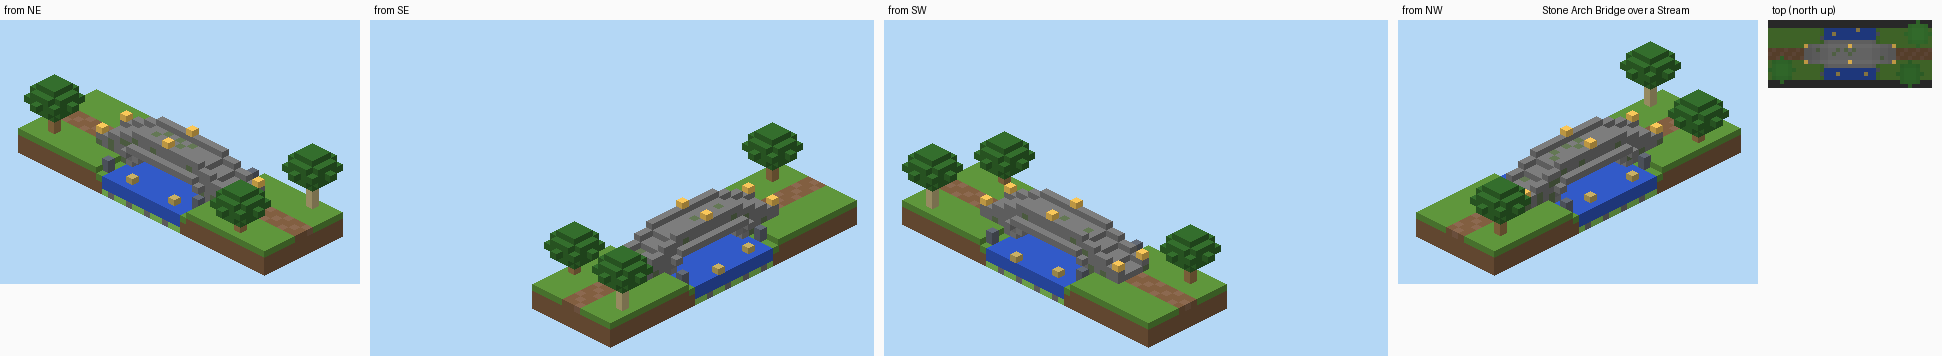 from NE
from SE
from SW
from NW
Stone Arch Bridge over a Stream
top (north up)